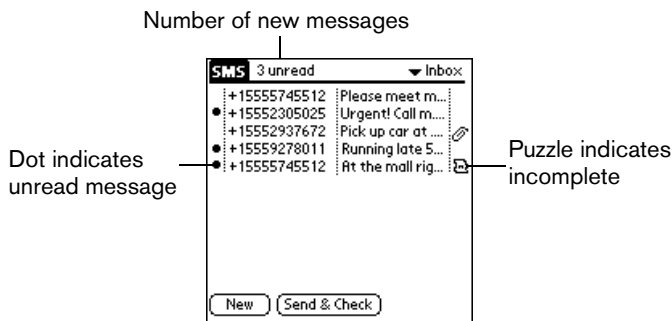 Number of new messages
SMS 3 unread Inbox
+15555745512 Please meet m...
+15552305025 Urgent! Call m....
+15552937672 Pick up car at ....
+15559278011 Running late 5...
+15555745512 At the mall rig...
Dot indicates
unread message
Puzzle indicates
incomplete
New Send & Check